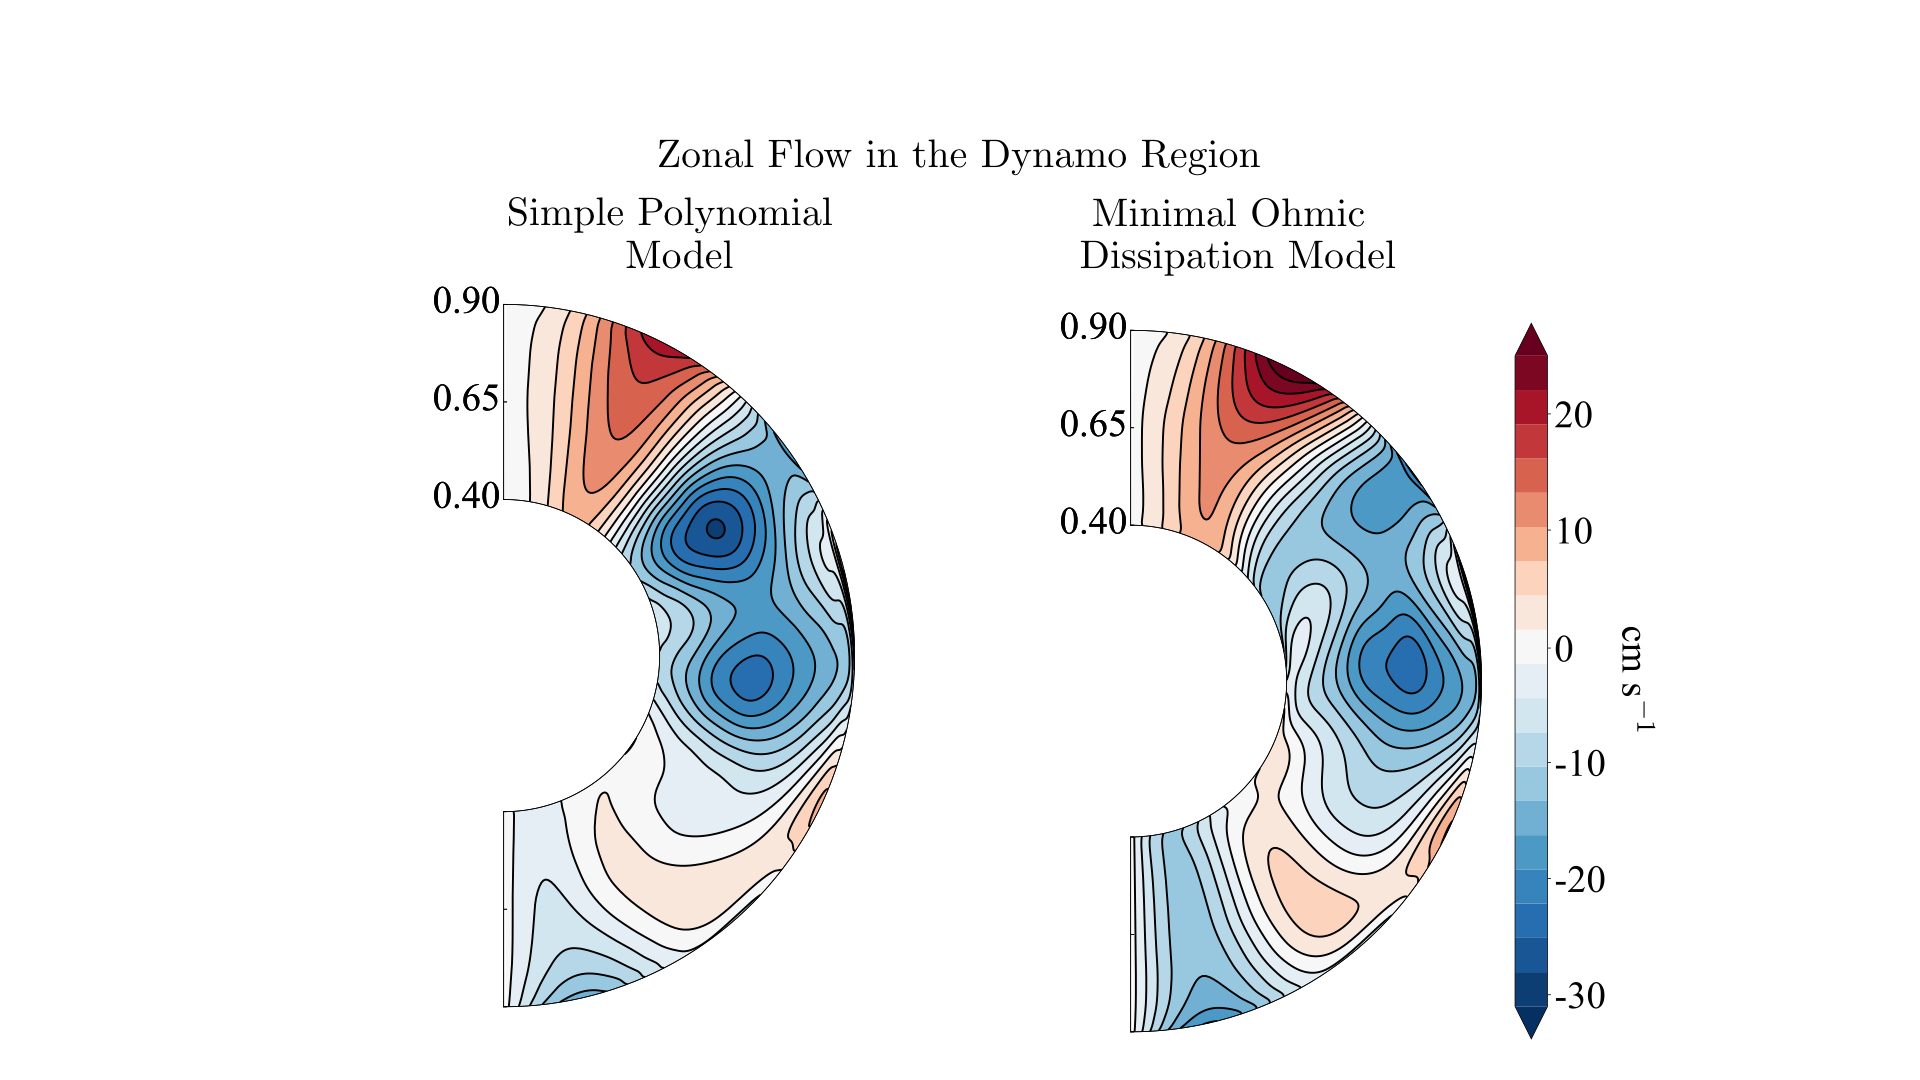 Zonal Flow in the Dynamo Region
Simple Polynomial
Model
0.90
0.65
0.40
Minimal Ohmic
Dissipation Model
0.90
0.65
0.40
20
10
0
-10
-20
-30
cm s⁻¹